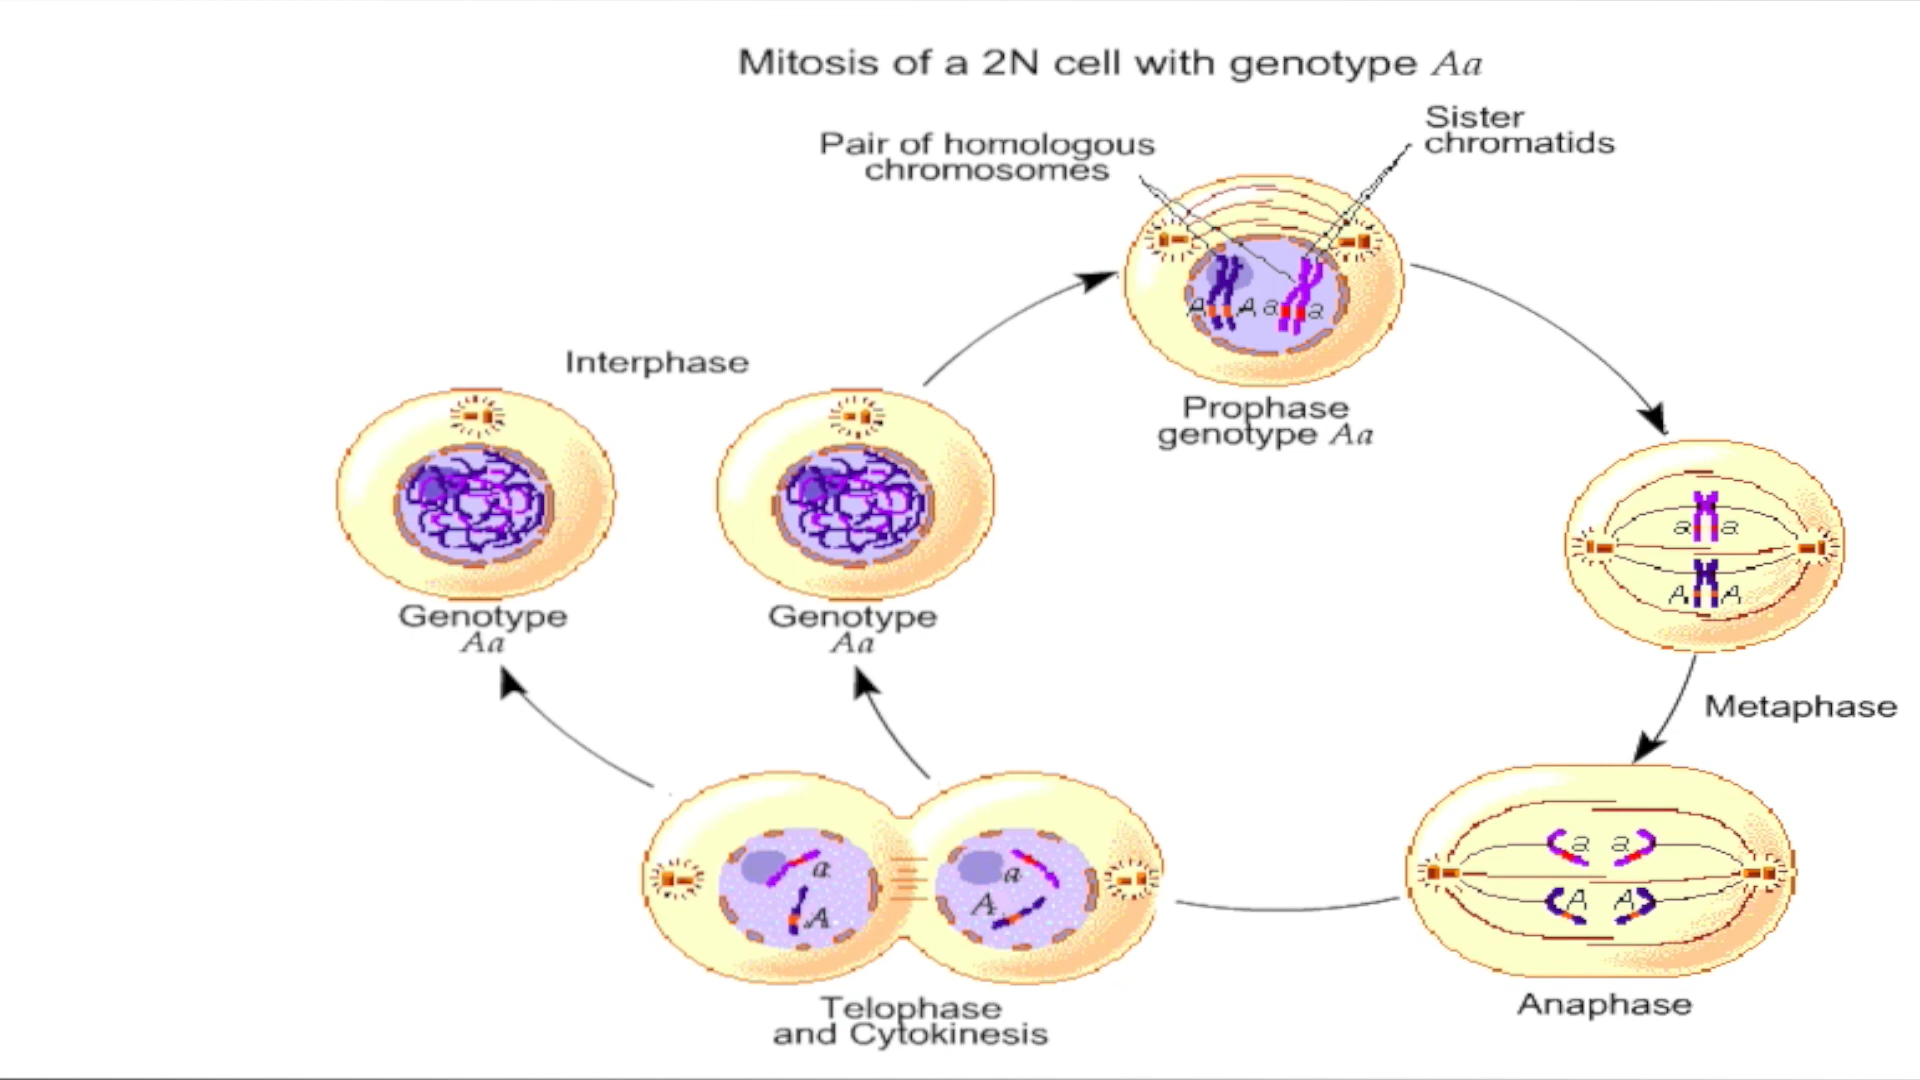 Mitosis of a 2N cell with genotype Aa
Sister
chromatids
Pair of homologous
chromosomes
A A a a
Prophase
genotype Aa
Interphase
Genotype
Aa
Genotype
Aa
a a
A A
Metaphase
a a
A A
Anaphase
a
A
a
A
Telophase
and Cytokinesis